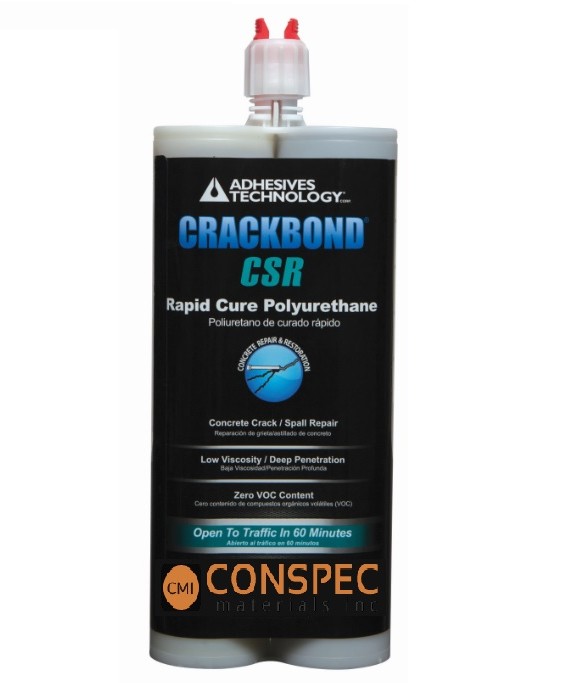 ADHESIVES
TECHNOLOGY™ CORP.
CRACKBOND®
CSR
Rapid Cure Polyurethane
Poliuretano de curado rápido
CONCRETE REPAIR & RESTORATION
Concrete Crack / Spall Repair
Reparación de grieta/astillado de concreto
Low Viscosity / Deep Penetration
Baja Viscosidad/Penetración Profunda
Zero VOC Content
Cero contenido de compuestos orgánicos volátiles (VOC)
Open To Traffic In 60 Minutes
Abierto al tráfico en 60 minutos
CMI CONSPEC
materials inc